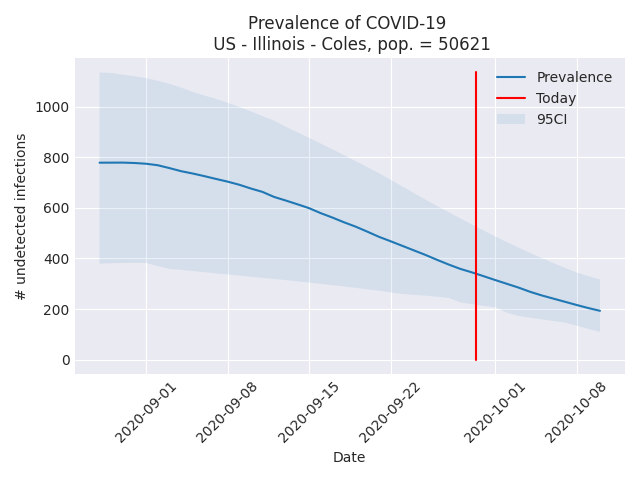 Prevalence of COVID-19
US - Illinois - Coles, pop. = 50621
Prevalence
Today
95CI
# undetected infections
1000
800
600
400
200
0
2020-09-01
2020-09-08
2020-09-15
2020-09-22
2020-10-01
2020-10-08
Date